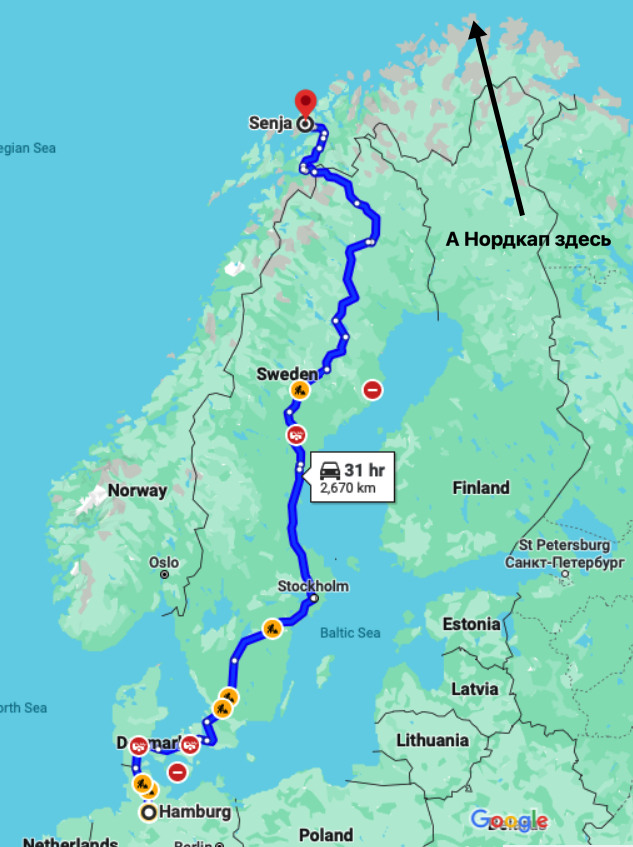 Senja
egian Sea
А Нордкап здесь
Sweden
31 hr
2,670 km
Norway
Finland
Oslo
St Petersburg
Санкт-Петербург
Stockholm
Estonia
Baltic Sea
Latvia
orth Sea
Lithuania
Hamburg
Google
Poland
Netherlands
Berlin